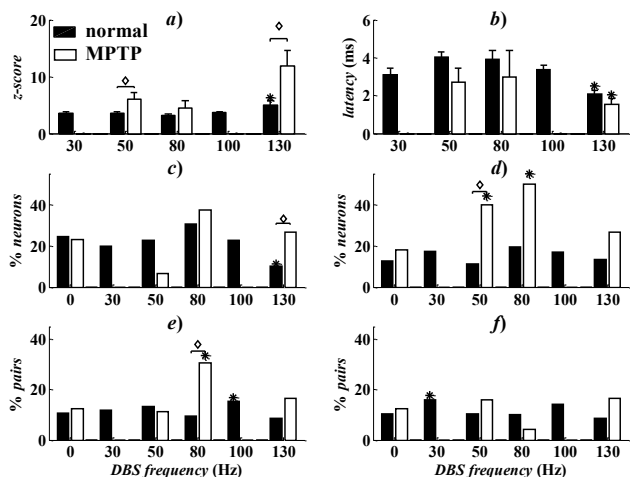 a)
b)
normal
MPTP
z-score
20
10
0
◇
◇
*
30 50 80 100 130
latency (ms)
6
4
2
0
*
*
30 50 80 100 130
c)
d)
% neurons
40
20
0
◇
*
0 30 50 80 100 130
% neurons
40
20
0
◇
*
*
0 30 50 80 100 130
e)
f)
% pairs
40
20
0
◇
*
*
0 30 50 80 100 130
DBS frequency (Hz)
% pairs
40
20
0
*
0 30 50 80 100 130
DBS frequency (Hz)